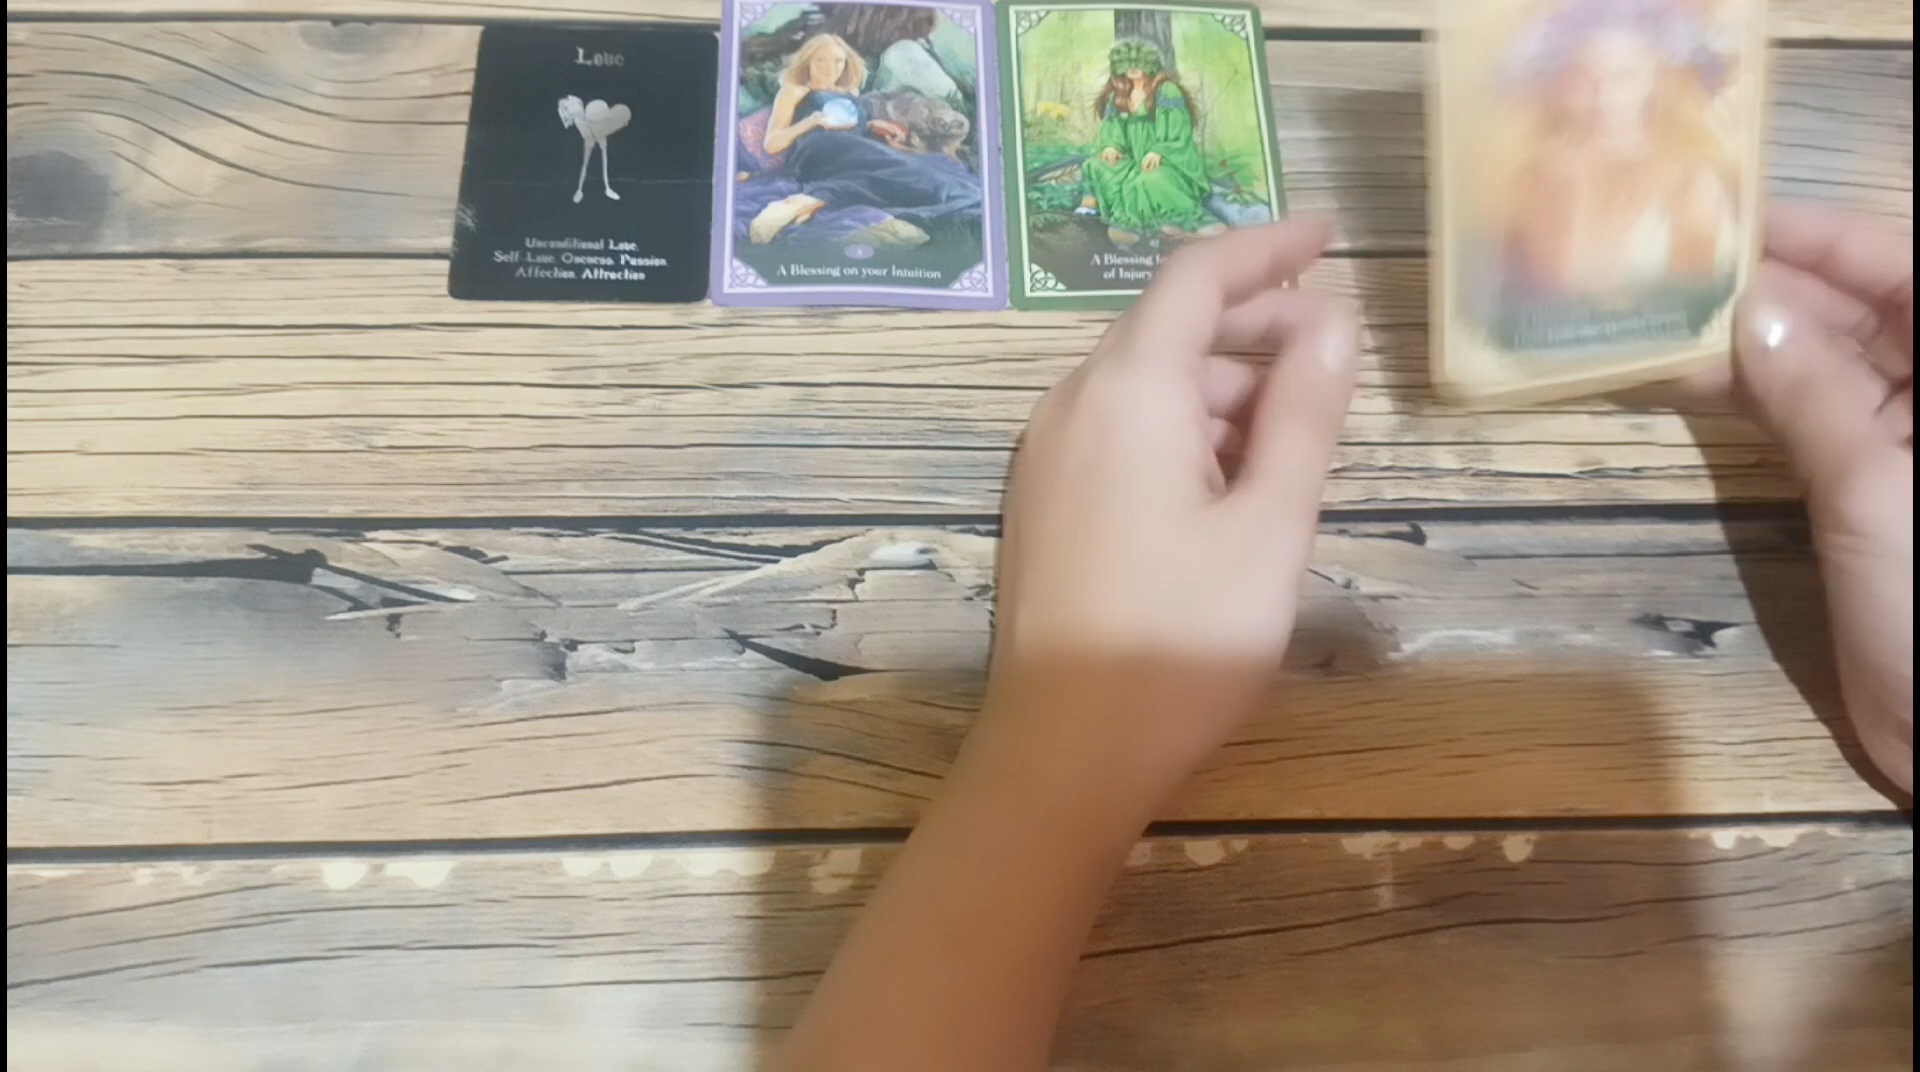 Love
Unconditional Love,
Self-Love, Oneness, Passion,
Affection, Attraction
A Blessing on your Intuition
A Blessing
of Injury